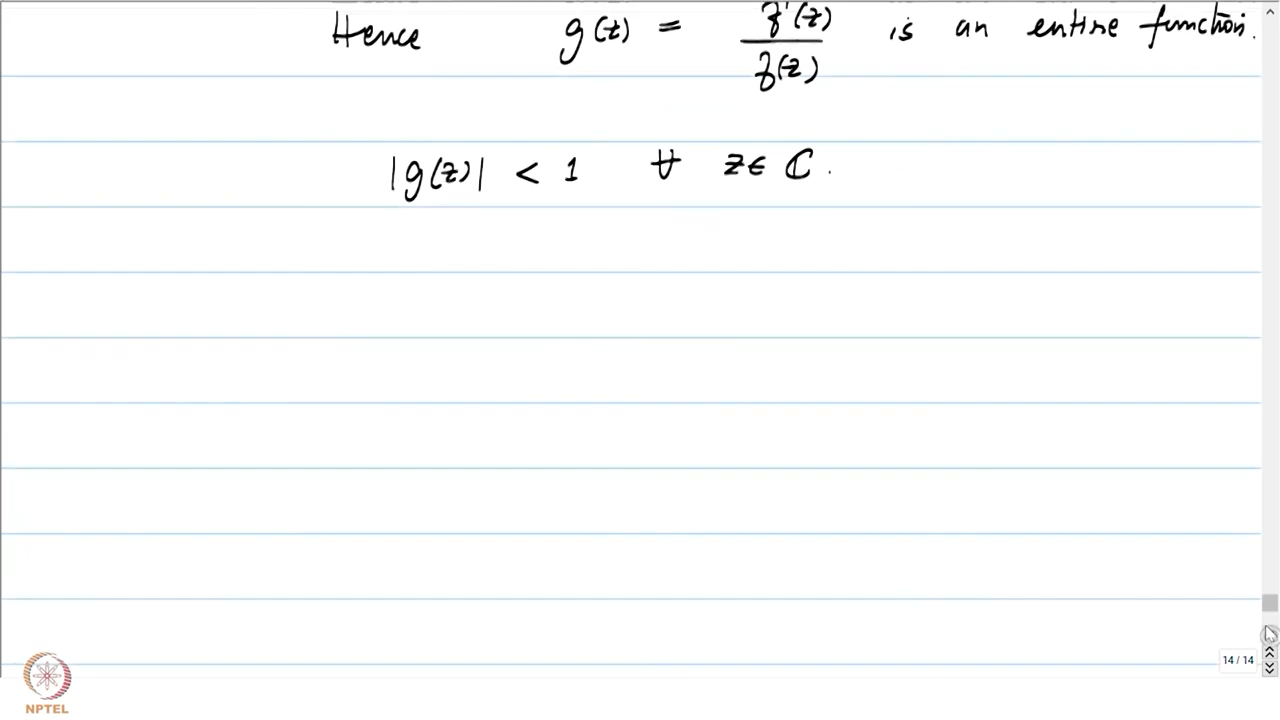 Hence g(z) = f'(z) / f(z) is an entire function.
|g(z)| < 1 ∀ z ∈ ℂ.
14 / 14
NPTEL